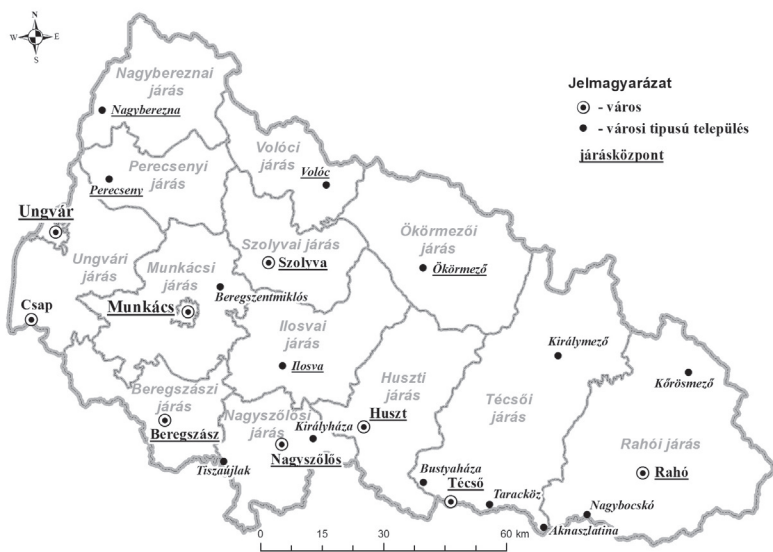 N
W E
S
Nagybereznai
járás
Nagyberezna
Jelmagyarázat
- város
- városi tipusú település
járásközpont
Volóci
járás
Volóc
Perecsenyi
járás
Perecseny
Ungvár
Ungvári
járás
Szolyvai járás
Szolyva
Ökörmezői
járás
Ökörmező
Munkácsi
járás
Beregszentmiklós
Munkács
Csap
Ilosvai
járás
Ilosva
Királymező
Kőrösmező
Huszti
járás
Huszt
Técsői
járás
Beregszászi
járás
Beregszász
Nagyszőlősi
járás
Királyháza
Nagyszőlős
Tiszaújlak
Rahói járás
Rahó
Bustyaháza
Técső
Taracköz
Nagybocskó
Aknaszlatina
0 15 30 60 km